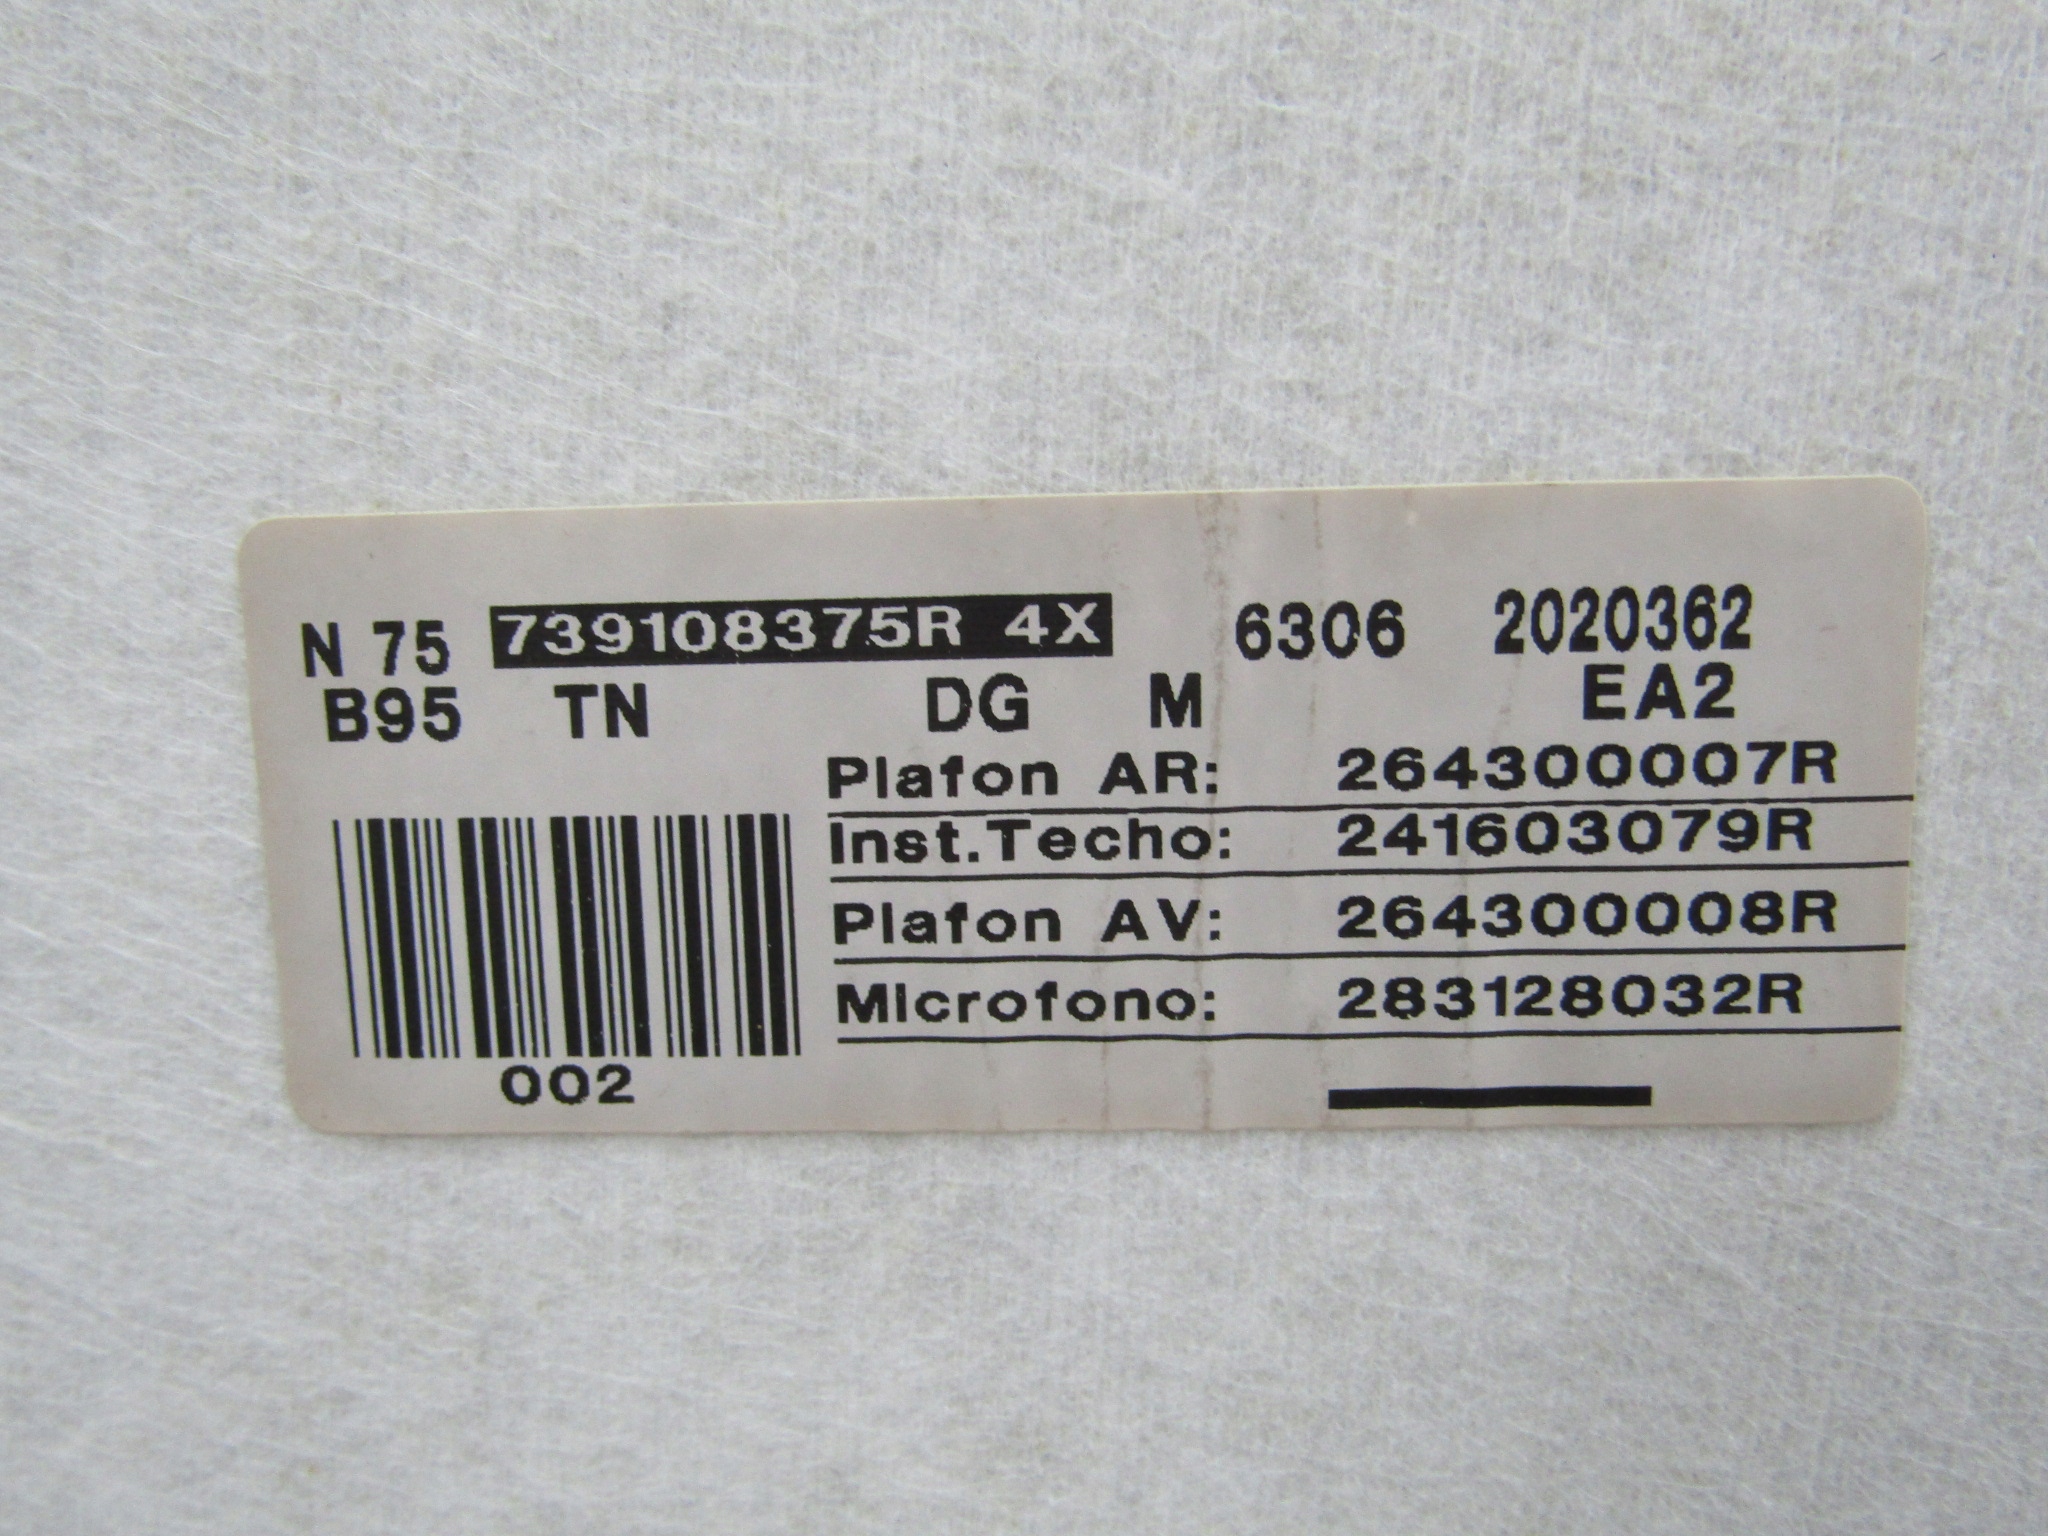 N 75 739108375R 4X 6306 2020362
B95 TN DG M EA2
Plafon AR: 264300007R
Inst.Techo: 241603079R
Plafon AV: 264300008R
Microfono: 283128032R
002